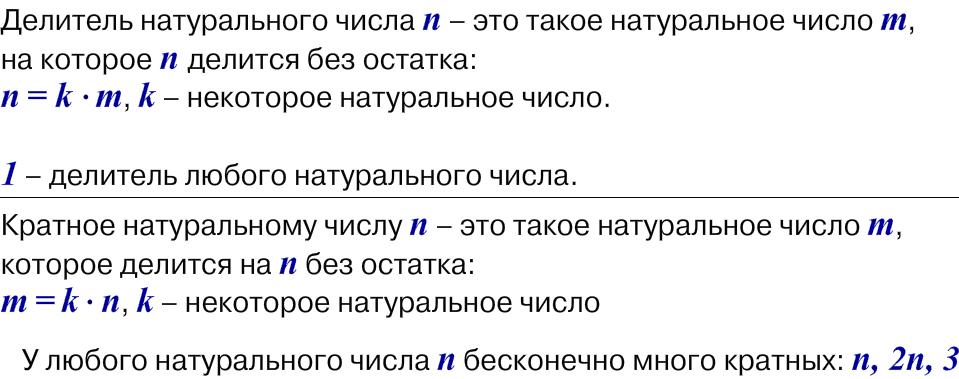 Делитель натурального числа n – это такое натуральное число m,
на которое n делится без остатка:
n = k · m, k – некоторое натуральное число.
1 – делитель любого натурального числа.
Кратное натуральному числу n – это такое натуральное число m,
которое делится на n без остатка:
m = k · n, k – некоторое натуральное число
У любого натурального числа n бесконечно много кратных: n, 2n, 3